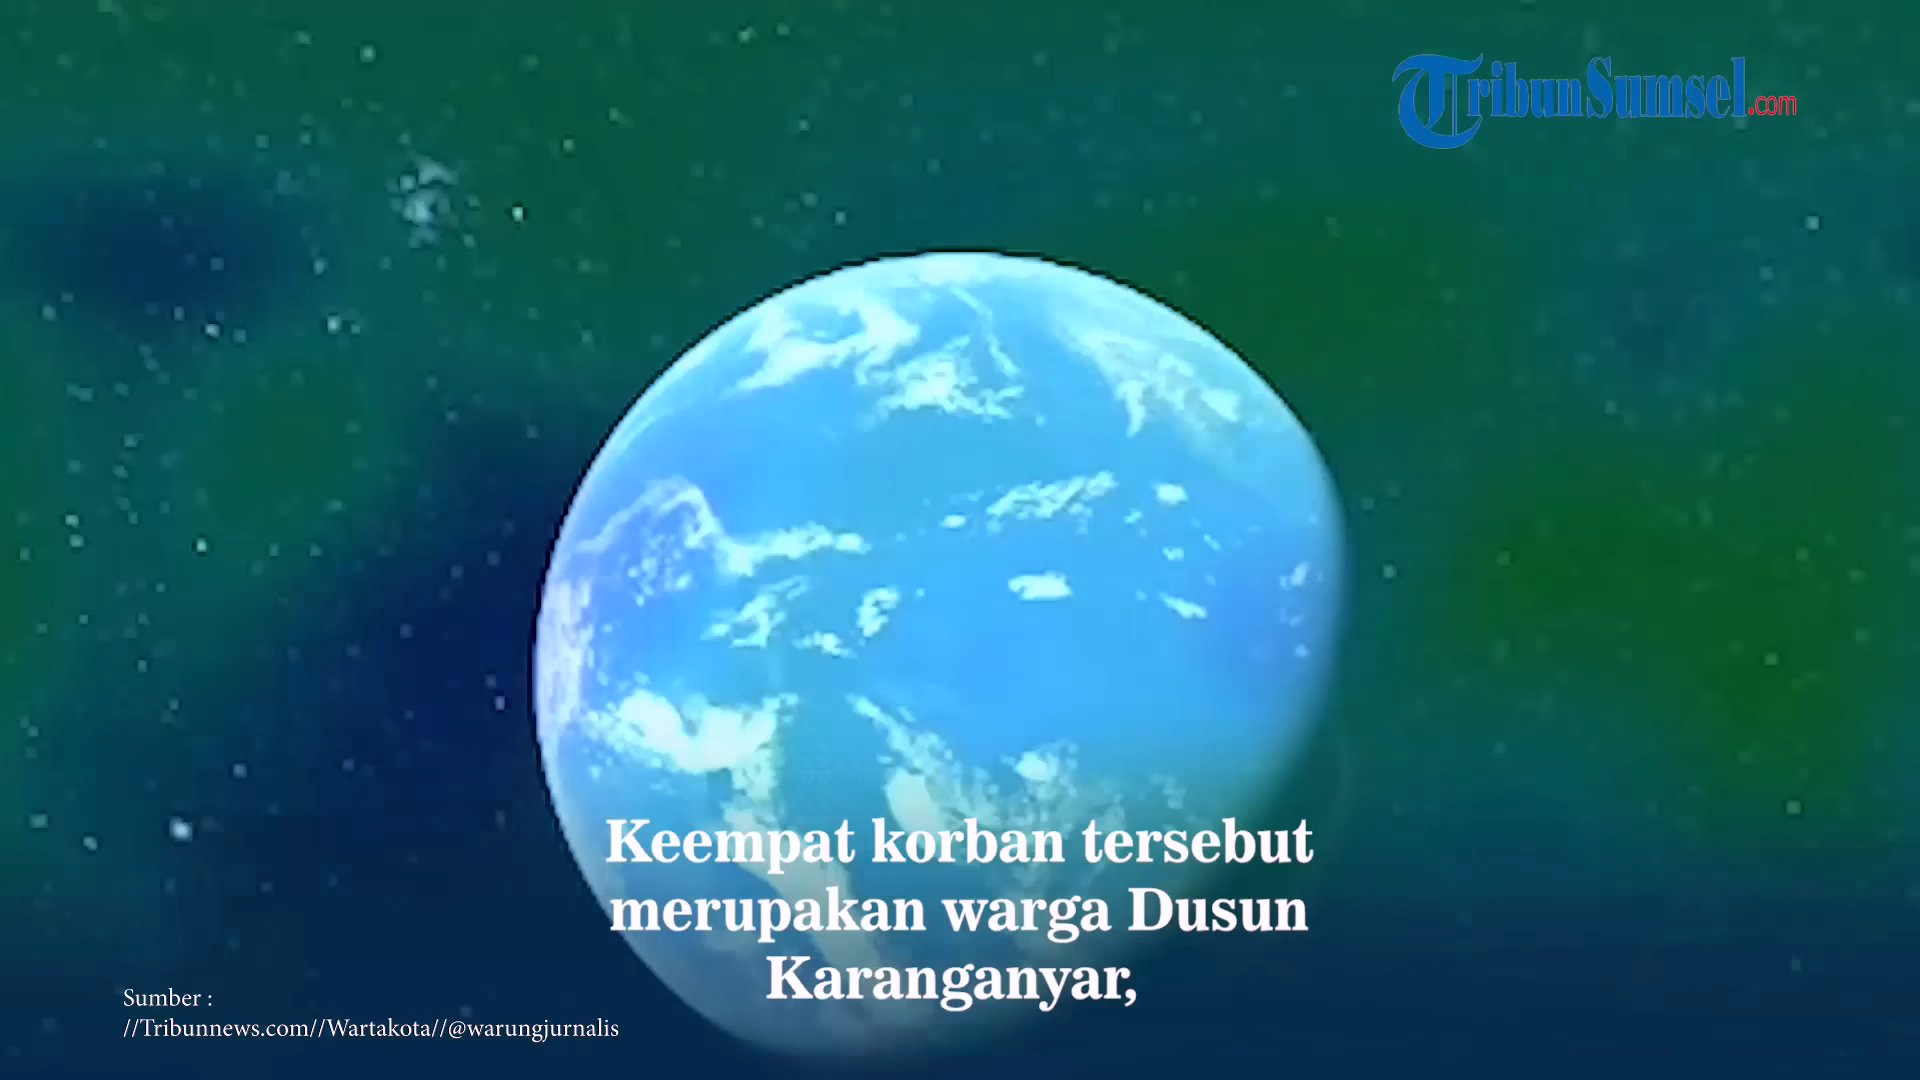 TribunSumsel.com
Keempat korban tersebut
merupakan warga Dusun
Karanganyar,
Sumber :
//Tribunnews.com//Wartakota//@warungjurnalis